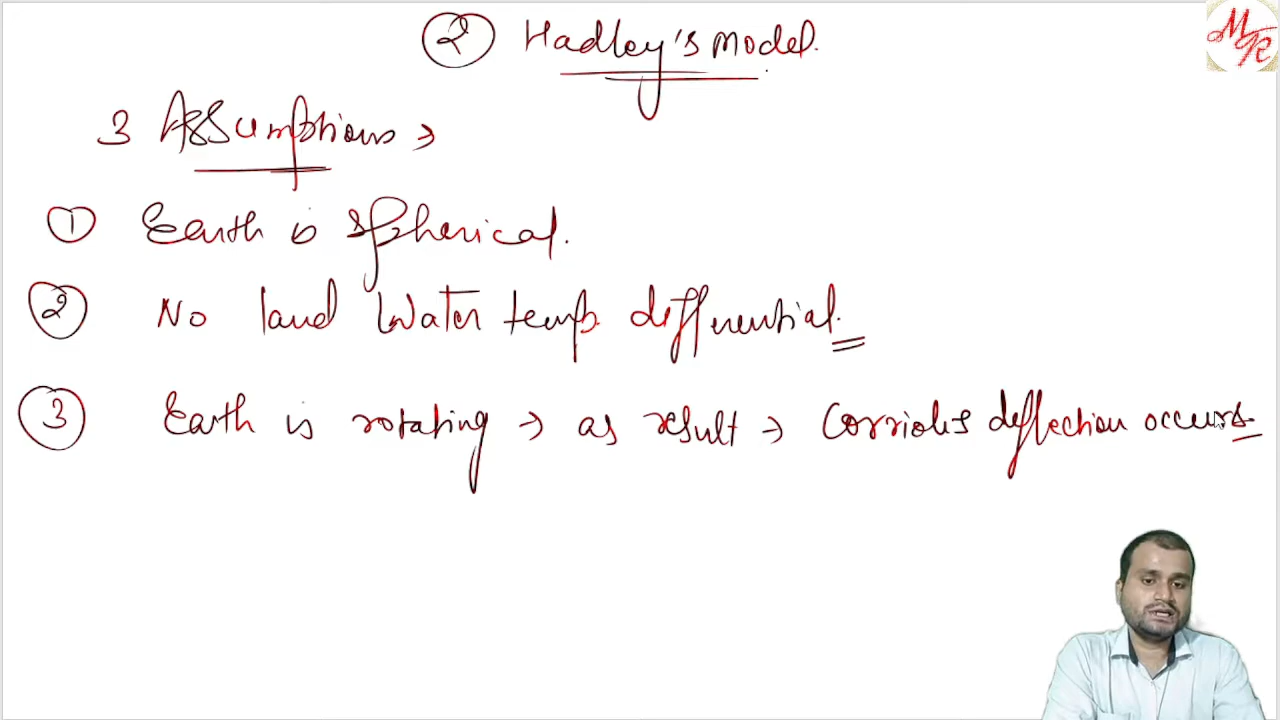 ② Hadley's model.
MR
3 Assumptions →
① Earth is spherical.
② No land Water temp. differential.
③ Earth is rotating → as result → Corriolis deflection occurs